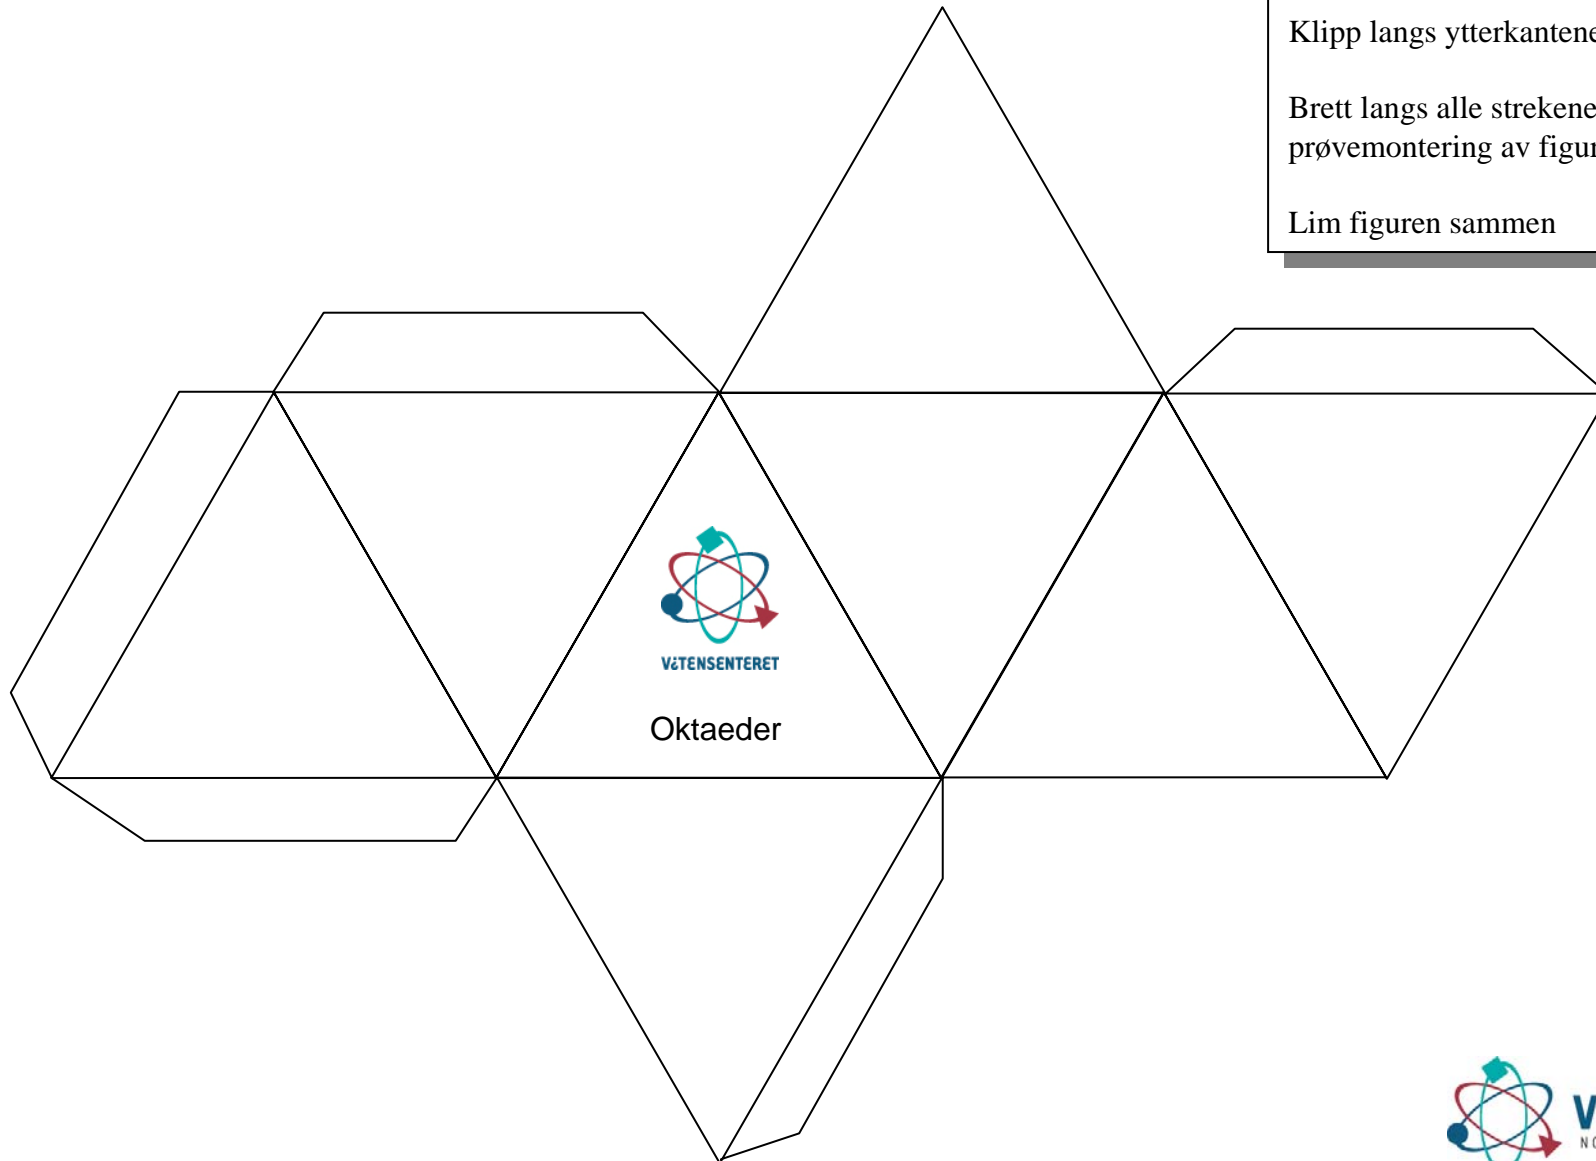 Klipp langs ytterkantene
Brett langs alle strekene
prøvemontering av figur
Lim figuren sammen
ViTENSENTERET
Oktaeder